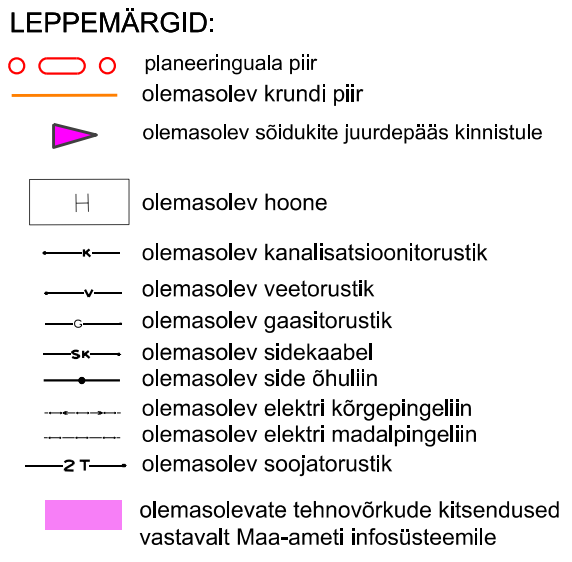 LEPPEMÄRGID:
planeeringuala piir
olemasolev krundi piir
olemasolev sõidukite juurdepääs kinnistule
H olemasolev hoone
K olemasolev kanalisatsioonitorustik
V olemasolev veetorustik
G olemasolev gaasitorustik
SK olemasolev sidekaabel
olemasolev side õhuliin
olemasolev elektri kõrgepingeliin
olemasolev elektri madalpingeliin
2 T olemasolev soojatorustik
olemasolevate tehnovõrkude kitsendused
vastavalt Maa-ameti infosüsteemile